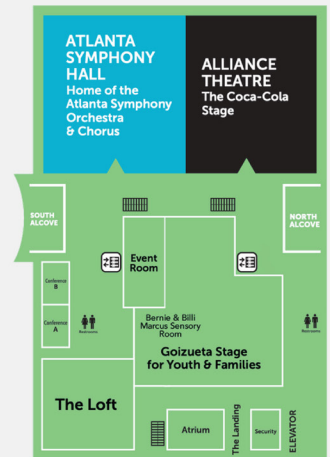 ATLANTA
SYMPHONY
HALL
Home of the
Atlanta Symphony
Orchestra
& Chorus
ALLIANCE
THEATRE
The Coca-Cola
Stage
SOUTH
ALCOVE
NORTH
ALCOVE
Event
Room
Conference
B
Conference
A
Restrooms
Bernie & Billi
Marcus Sensory
Room
Restrooms
Goizueta Stage
for Youth & Families
The Loft
Atrium
The Landing
Security
ELEVATOR